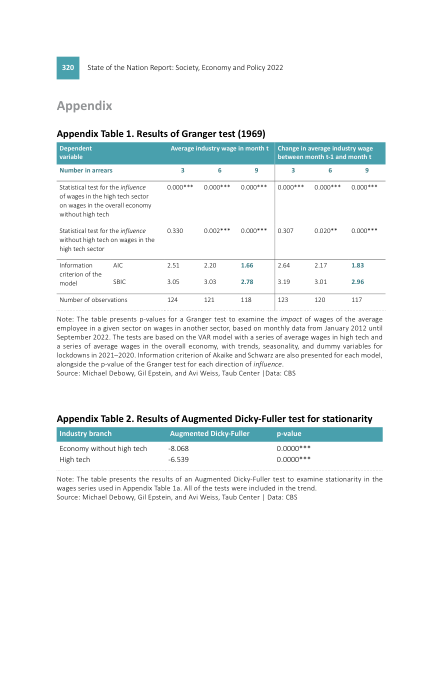 320 State of the Nation Report: Society, Economy and Policy 2022
Appendix
Appendix Table 1. Results of Granger test (1969)
Dependent variable Average industry wage in month t Change in average industry wage between month t-1 and month t
Number in arrears 3 6 9 3 6 9
Statistical test for the influence of wages in the high tech sector on wages in the overall economy without high tech 0.000*** 0.000*** 0.000*** 0.000*** 0.000*** 0.000***
Statistical test for the influence without high tech on wages in the high tech sector 0.330 0.002*** 0.000*** 0.307 0.020** 0.000***
Information criterion of the model AIC 2.51 2.20 1.66 2.64 2.17 1.83
SBIC 3.05 3.03 2.78 3.19 3.01 2.96
Number of observations 124 121 118 123 120 117
Note: The table presents p-values for a Granger test to examine the impact of wages of the average
employee in a given sector on wages in another sector, based on monthly data from January 2012 until
September 2022. The tests are based on the VAR model with a series of average wages in high tech and
a series of average wages in the overall economy, with trends, seasonality, and dummy variables for
lockdowns in 2021–2020. Information criterion of Akaike and Schwarz are also presented for each model,
alongside the p-value of the Granger test for each direction of influence.
Source: Michael Debowy, Gil Epstein, and Avi Weiss, Taub Center |Data: CBS
Appendix Table 2. Results of Augmented Dicky-Fuller test for stationarity
Industry branch Augmented Dicky-Fuller p-value
Economy without high tech -8.068 0.0000***
High tech -6.539 0.0000***
Note: The table presents the results of an Augmented Dicky-Fuller test to examine stationarity in the
wages series used in Appendix Table 1a. All of the tests were included in the trend.
Source: Michael Debowy, Gil Epstein, and Avi Weiss, Taub Center | Data: CBS